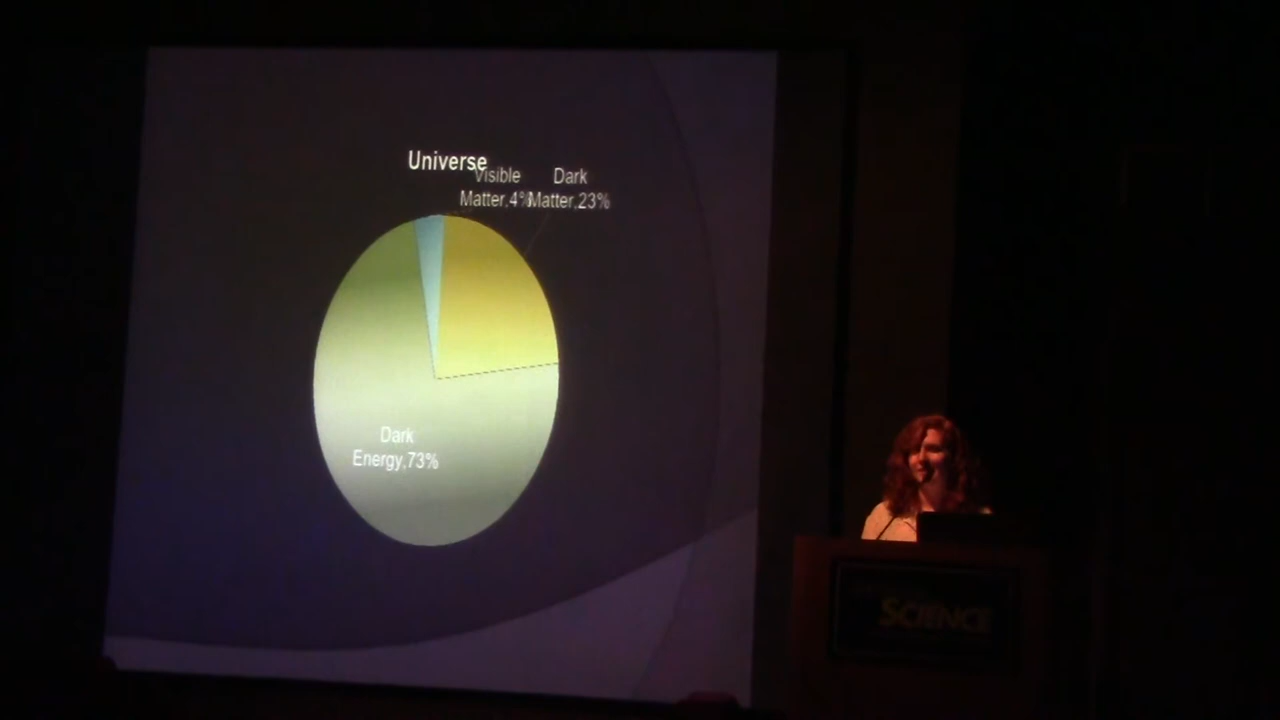 Universe
Visible
Matter,4%
Dark
Matter,23%
Dark
Energy,73%
SCIENCE